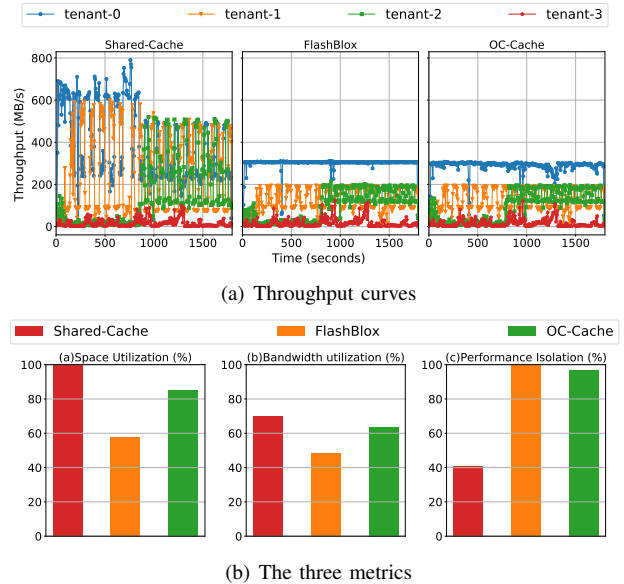 tenant-0 tenant-1 tenant-2 tenant-3
Shared-Cache FlashBlox OC-Cache
Throughput (MB/s)
800
600
400
200
0
0 500 1000 1500 0 500 1000 1500 0 500 1000 1500
Time (seconds)
(a) Throughput curves
Shared-Cache FlashBlox OC-Cache
(a)Space Utilization (%) (b)Bandwidth utilization (%) (c)Performance Isolation (%)
100 100 100
80 80 80
60 60 60
40 40 40
20 20 20
0 0 0
(b) The three metrics